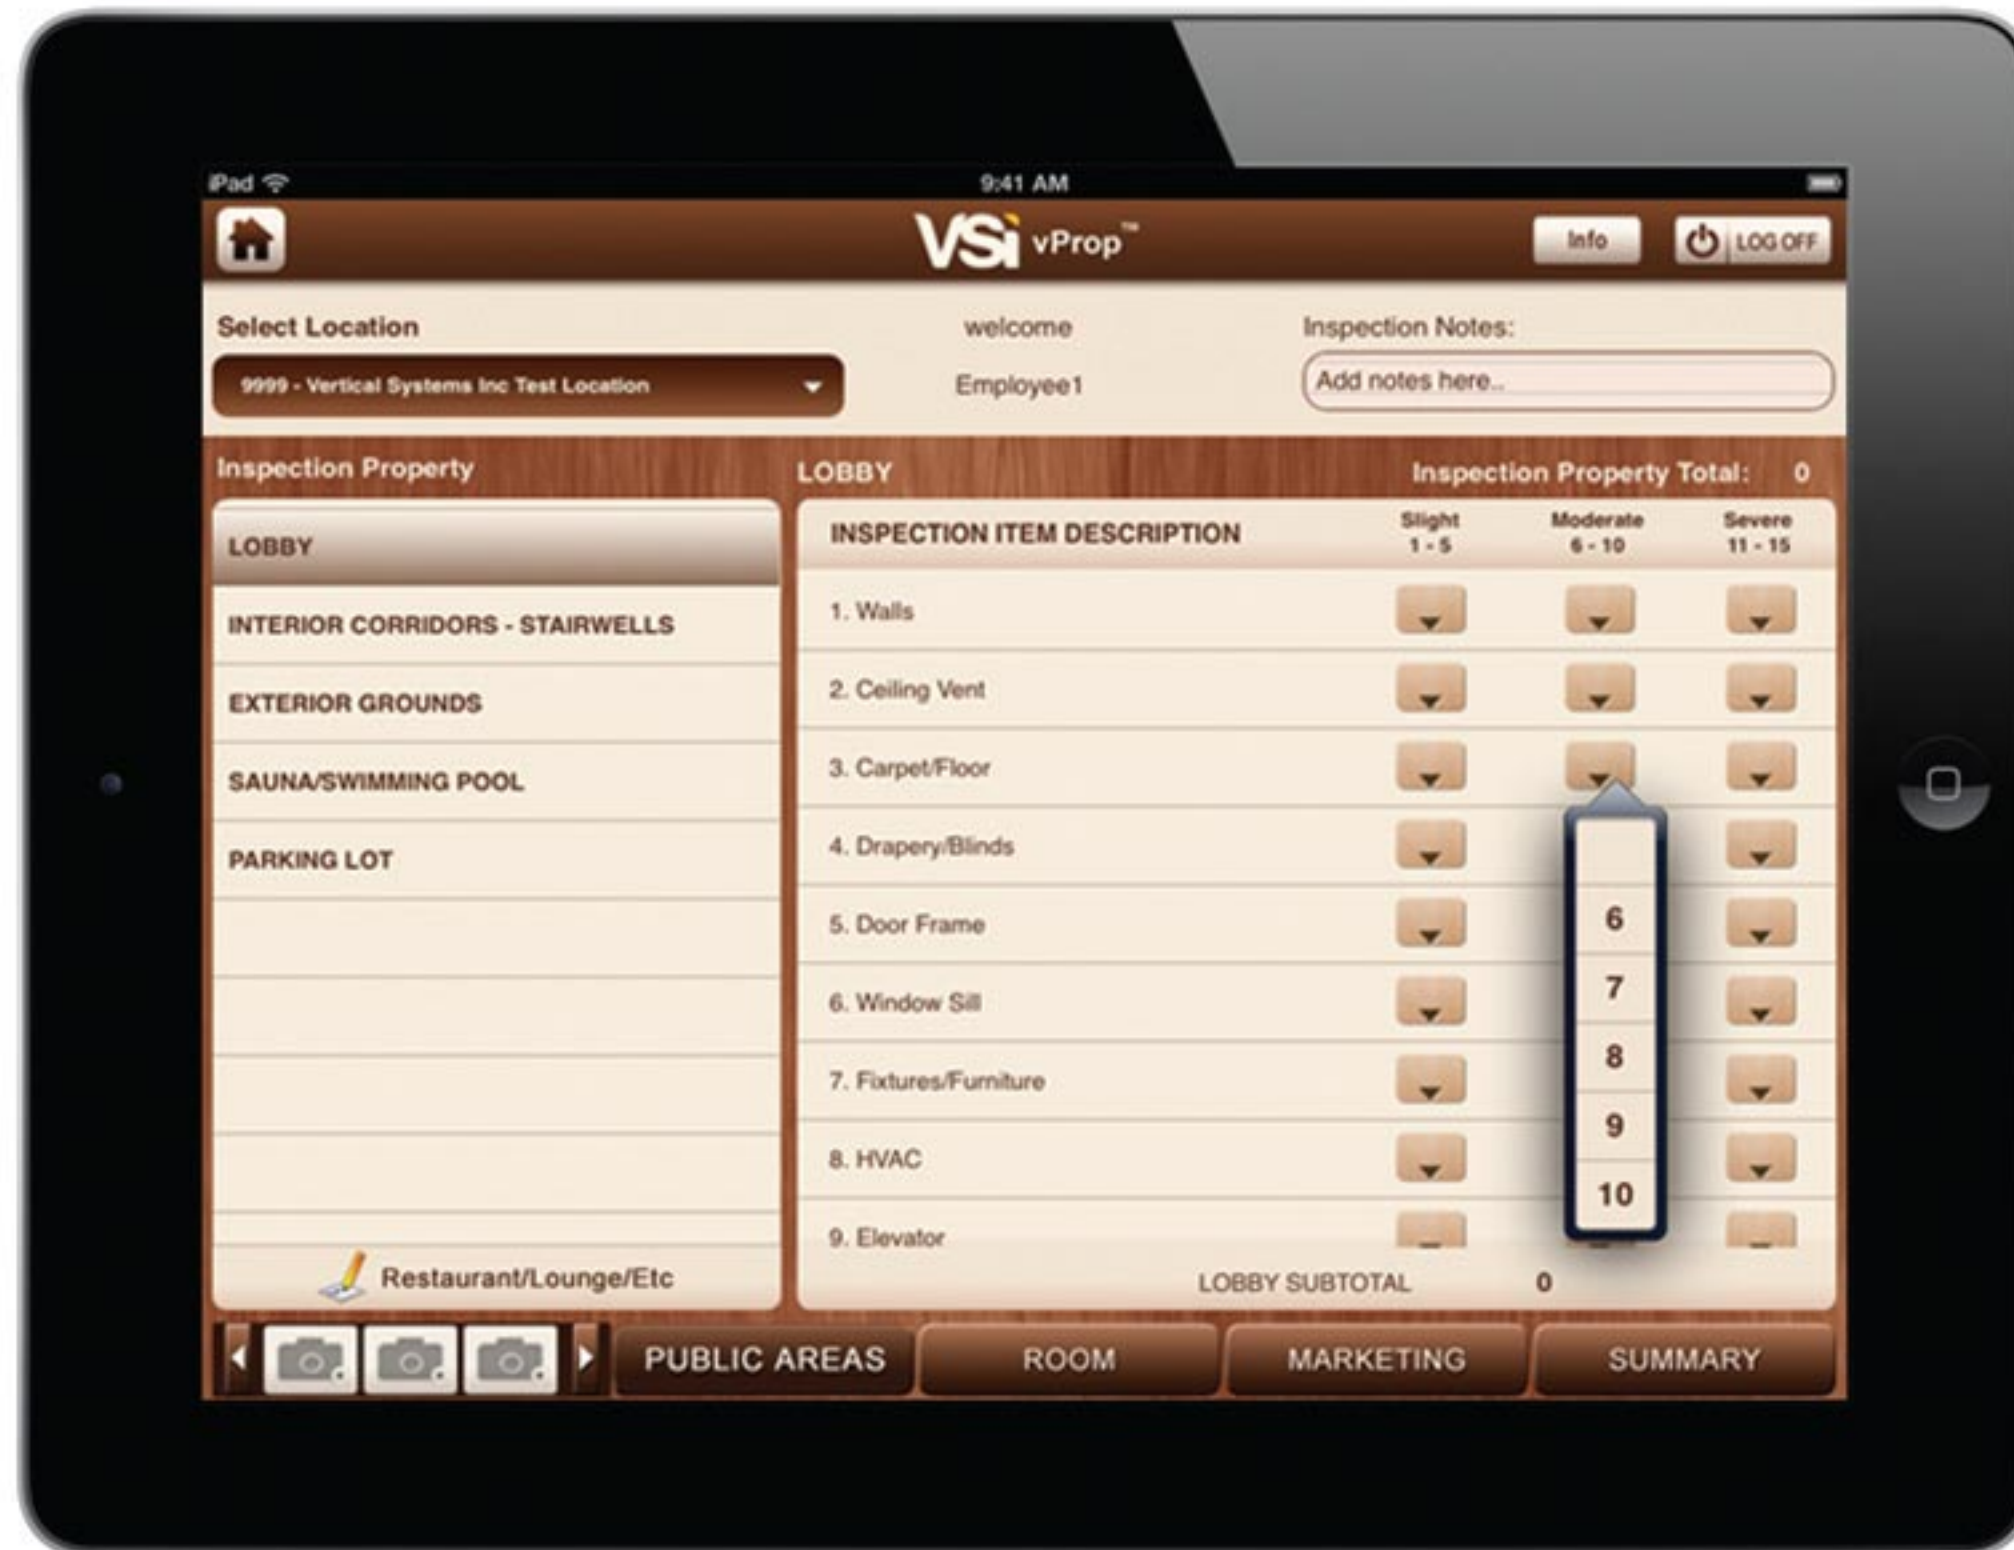 iPad
9:41 AM
VSi vProp™
Info
LOG OFF
Select Location
welcome
Inspection Notes:
9999 - Vertical Systems Inc Test Location
Employee1
Add notes here..
Inspection Property
LOBBY
Inspection Property Total: 0
LOBBY
INTERIOR CORRIDORS - STAIRWELLS
EXTERIOR GROUNDS
SAUNA/SWIMMING POOL
PARKING LOT
Restaurant/Lounge/Etc
INSPECTION ITEM DESCRIPTION
Slight
1 - 5
Moderate
6 - 10
Severe
11 - 15
1. Walls
2. Ceiling Vent
3. Carpet/Floor
4. Drapery/Blinds
5. Door Frame
6. Window Sill
7. Fixtures/Furniture
8. HVAC
9. Elevator
6
7
8
9
10
LOBBY SUBTOTAL 0
PUBLIC AREAS
ROOM
MARKETING
SUMMARY